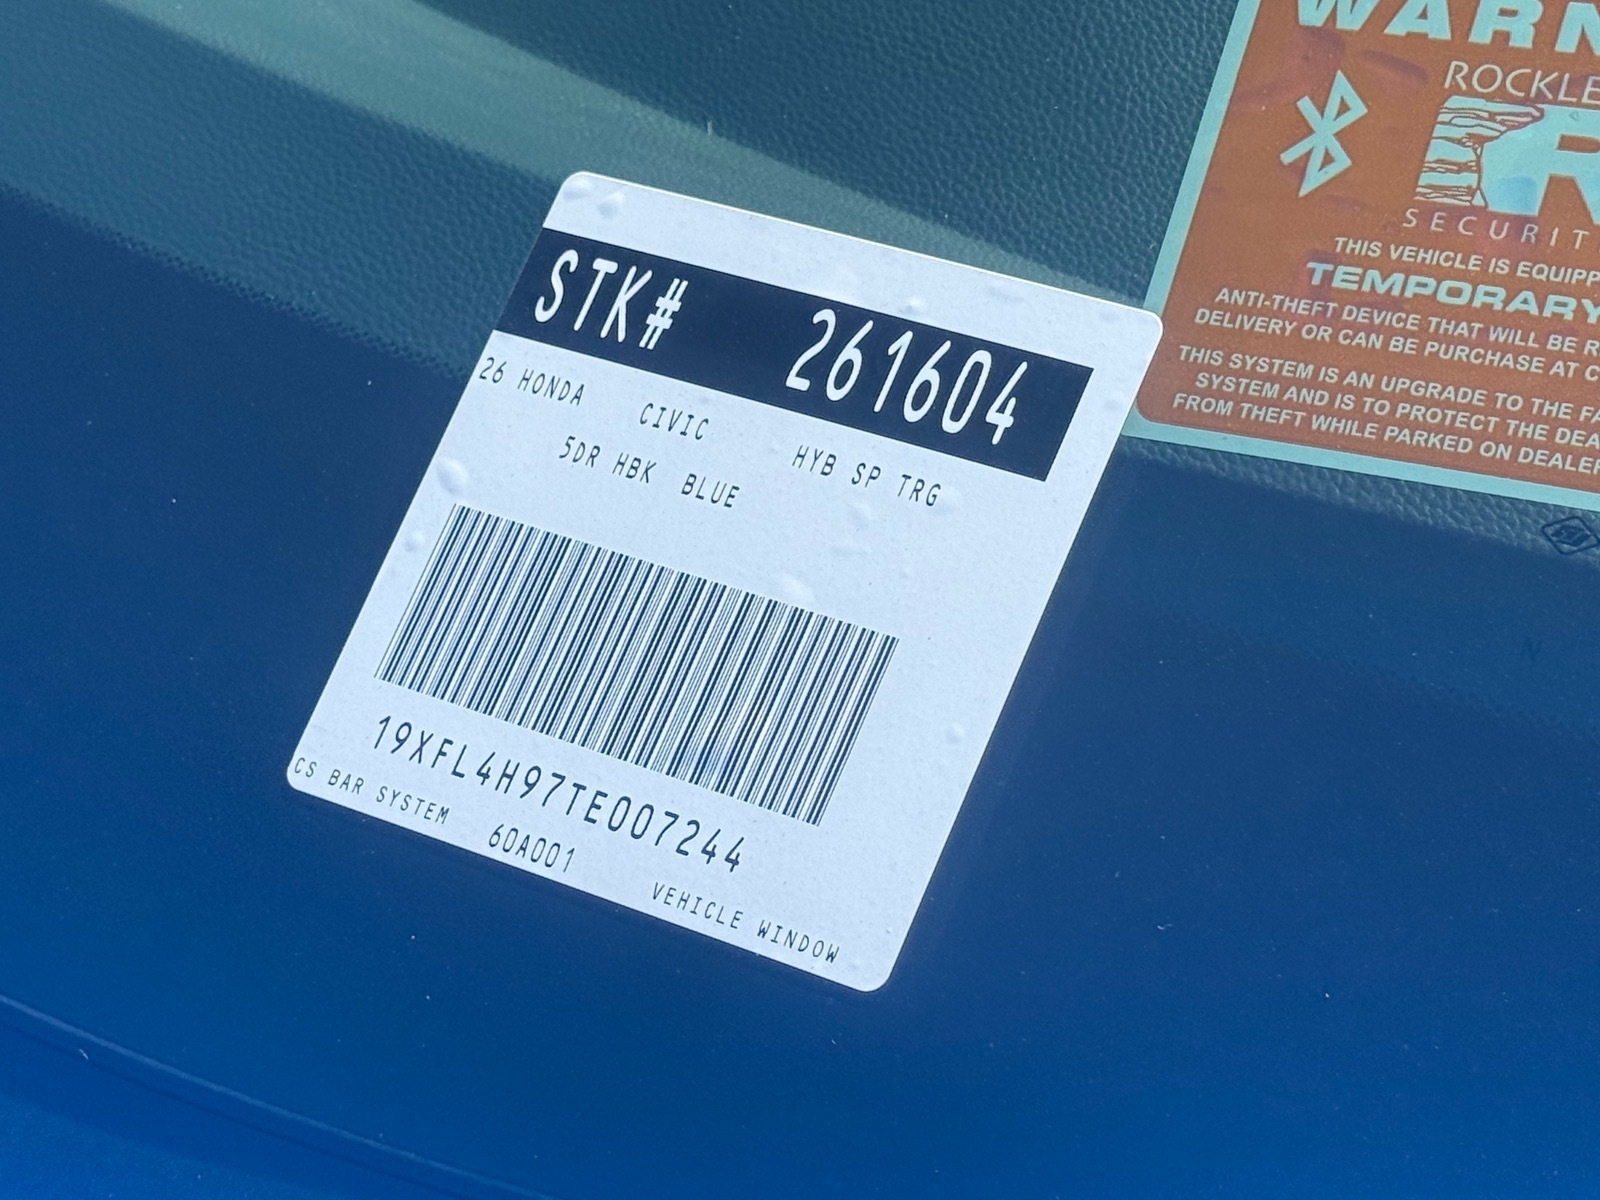 STK# 261604
26 HONDA CIVIC HYB SP TRG
5DR HBK BLUE
19XFL4H97TE007244
CS BAR SYSTEM 60A001 VEHICLE WINDOW
WARN
ROCKLE
R
SECURIT
THIS VEHICLE IS EQUIPP
TEMPORARY
ANTI-THEFT DEVICE THAT WILL BE R
DELIVERY OR CAN BE PURCHASE AT C
THIS SYSTEM IS AN UPGRADE TO THE FA
SYSTEM AND IS TO PROTECT THE DEA
FROM THEFT WHILE PARKED ON DEALER